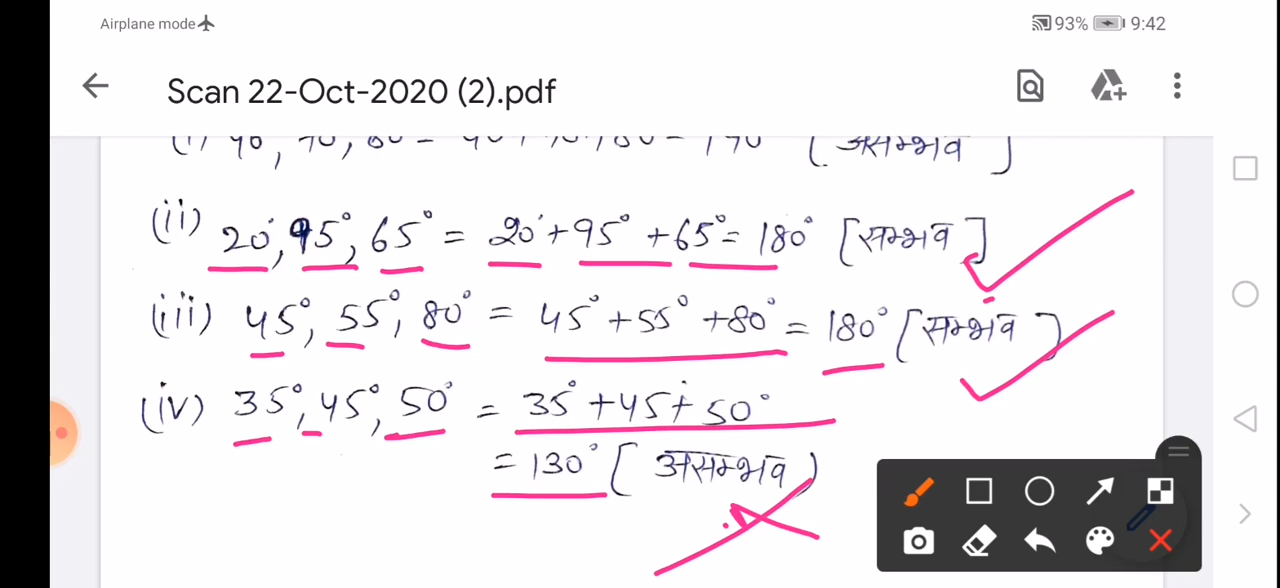 Airplane mode 93% 9:42
Scan 22-Oct-2020 (2).pdf
(ii) 20°, 95°, 65° = 20°+95°+65°= 180° [सम्भव]
(iii) 45°, 55°, 80° = 45°+55°+80° = 180° [सम्भव]
(iv) 35°, 45°, 50° = 35°+45+50°
= 130° [असम्भव)